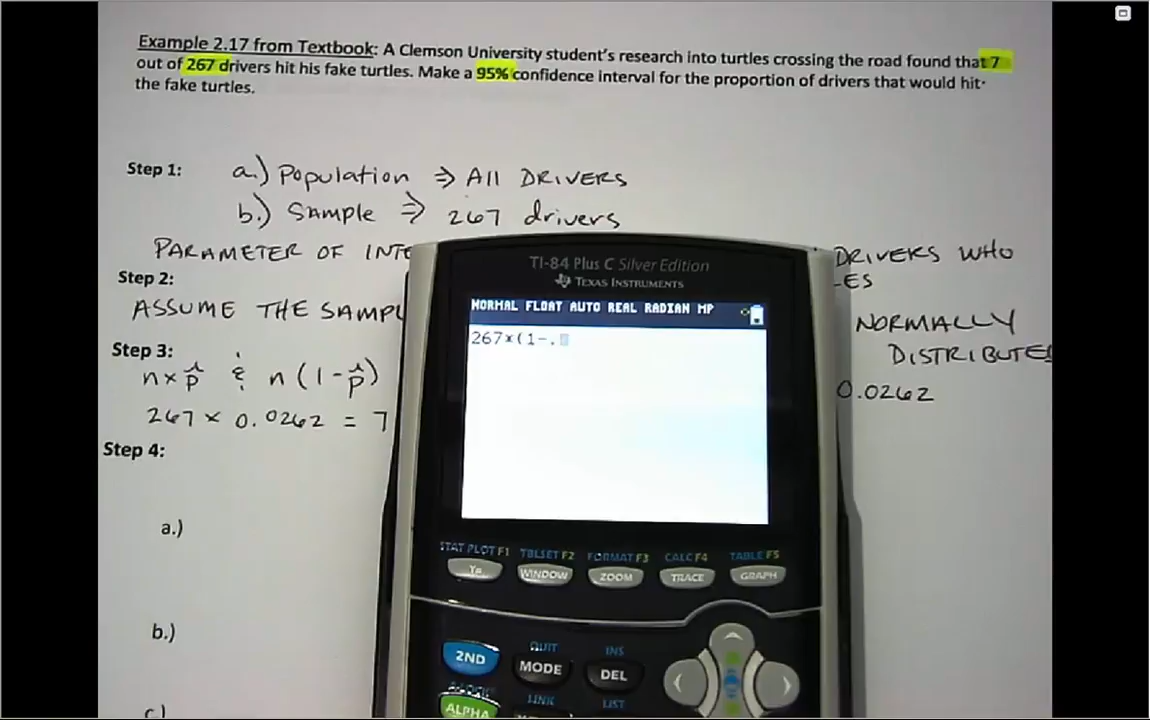 Example 2.17 from Textbook: A Clemson University student's research into turtles crossing the road found that 7
out of 267 drivers hit his fake turtles. Make a 95% confidence interval for the proportion of drivers that would hit
the fake turtles.
Step 1: a.) Population ⇒ All DRIVERS
b.) Sample ⇒ 267 drivers
PARAMETER OF INTE DRIVERS WHO
Step 2: LES
ASSUME THE SAMPL NORMALLY
DISTRIBUTED
Step 3:
n x p̂ & n (1 - p̂)
0.0262
267 x 0.0262 = 7
Step 4:
a.)
b.)
c.)
TI-84 Plus C Silver Edition
TEXAS INSTRUMENTS
NORMAL FLOAT AUTO REAL RADIAN MP
267×(1-.
STAT PLOT F1 TBLSET F2 FORMAT F3 CALC F4 TABLE F5
Y= WINDOW ZOOM TRACE GRAPH
QUIT INS
2ND MODE DEL
LINK LIST
ALPHA